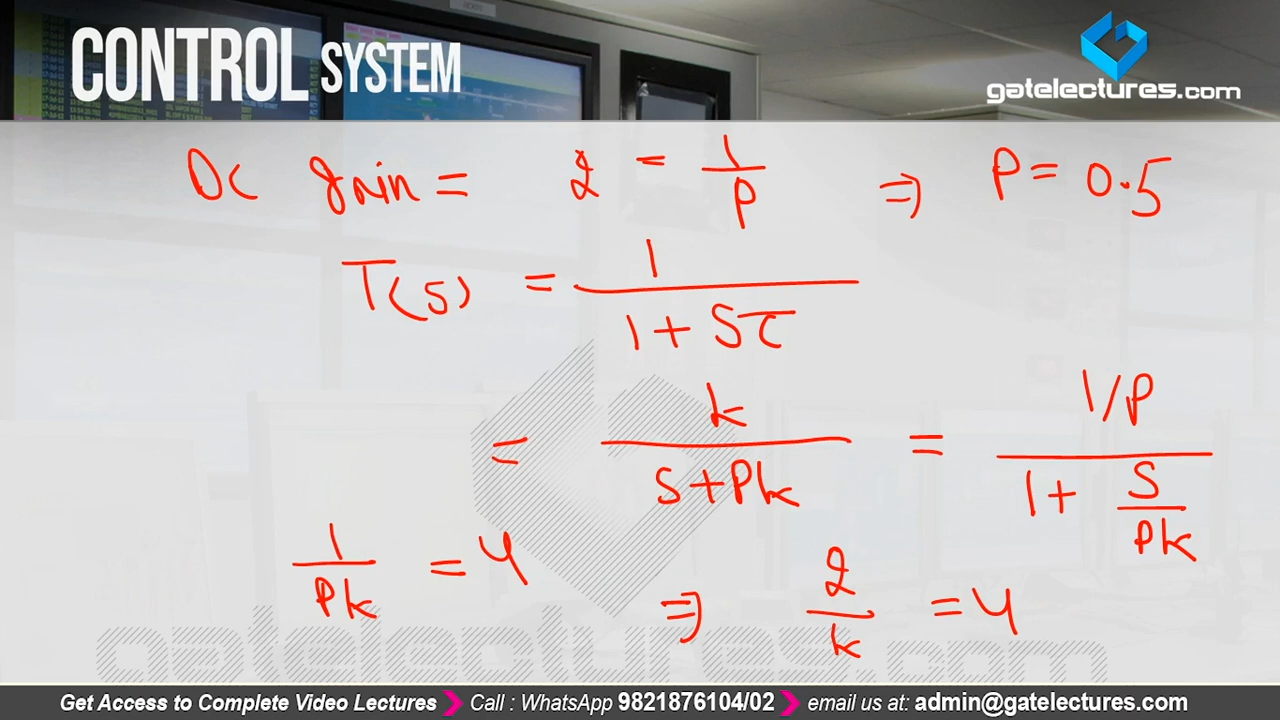 CONTROL SYSTEM
gatelectures.com
DC gain = 2 = 1/P ⇒ P = 0.5
T(s) = 1/(1 + Sτ)
= k/(S+Pk) = (1/P)/(1 + S/(Pk))
1/(Pk) = 4 ⇒ 2/k = 4
gatelectures.com
Get Access to Complete Video Lectures Call : WhatsApp 9821876104/02 email us at: admin@gatelectures.com